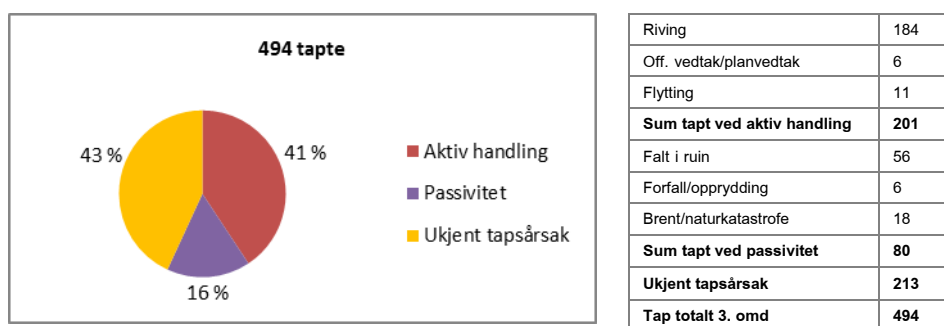 494 tapte
43 %
41 %
16 %
Aktiv handling
Passivitet
Ukjent tapsårsak
Riving 184
Off. vedtak/planvedtak 6
Flytting 11
Sum tapt ved aktiv handling 201
Falt i ruin 56
Forfall/opprydding 6
Brent/naturkatastrofe 18
Sum tapt ved passivitet 80
Ukjent tapsårsak 213
Tap totalt 3. omd 494